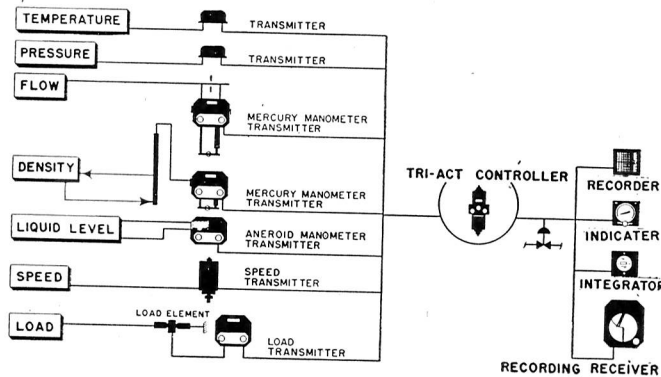 TEMPERATURE
TRANSMITTER
PRESSURE
TRANSMITTER
FLOW
MERCURY MANOMETER
TRANSMITTER
DENSITY
MERCURY MANOMETER
TRANSMITTER
LIQUID LEVEL
ANEROID MANOMETER
TRANSMITTER
SPEED
SPEED
TRANSMITTER
LOAD
LOAD ELEMENT
LOAD
TRANSMITTER
TRI-ACT CONTROLLER
RECORDER
INDICATER
INTEGRATOR
RECORDING RECEIVER